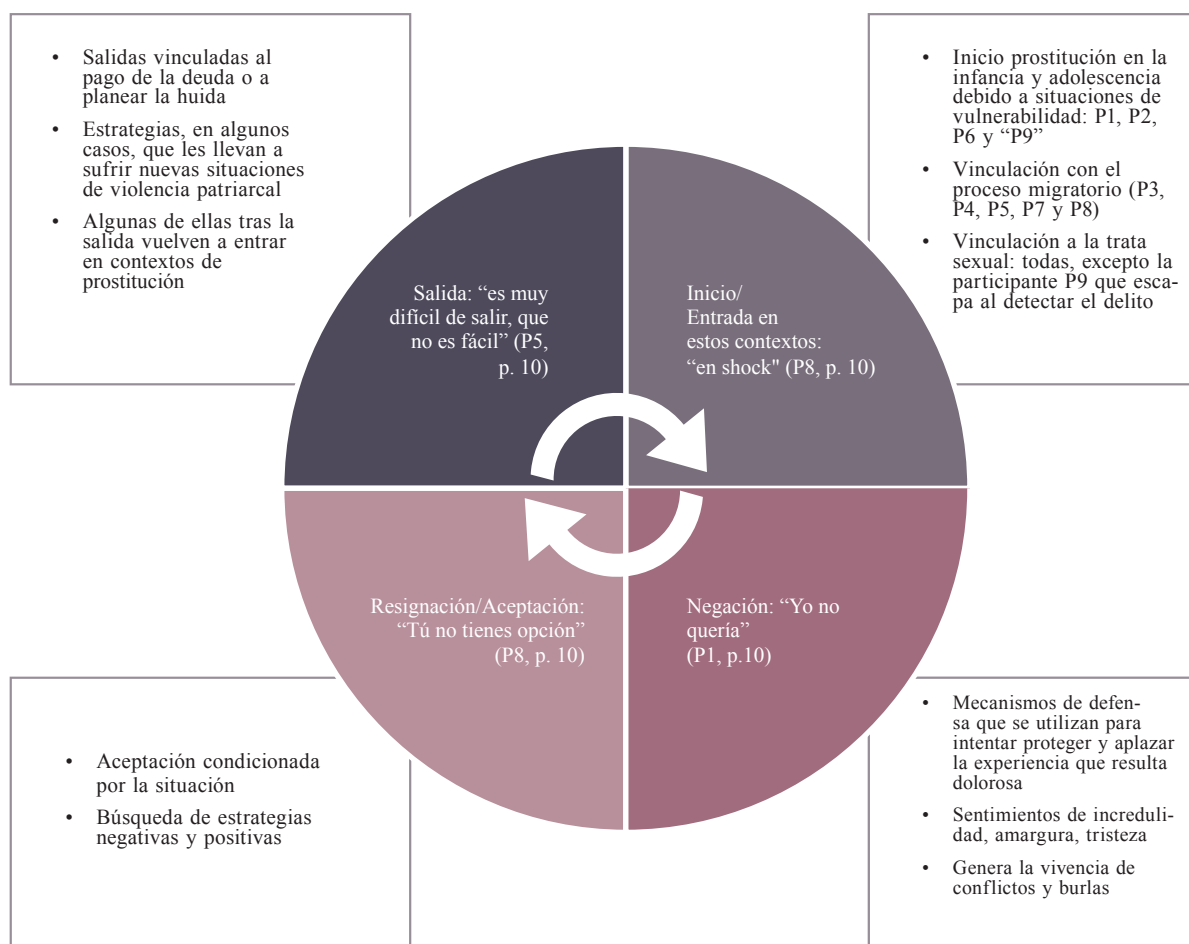 • Salidas vinculadas al
pago de la deuda o a
planear la huida
• Estrategias, en algunos
casos, que les llevan a
sufrir nuevas situaciones
de violencia patriarcal
• Algunas de ellas tras la
salida vuelven a entrar
en contextos de
prostitución
• Inicio prostitución en la
infancia y adolescencia
debido a situaciones de
vulnerabilidad: P1, P2,
P6 y “P9”
• Vinculación con el
proceso migratorio (P3,
P4, P5, P7 y P8)
• Vinculación a la trata
sexual: todas, excepto la
participante P9 que esca-
pa al detectar el delito
Salida: “es muy
difícil de salir, que
no es fácil” (P5,
p. 10)
Inicio/
Entrada en
estos contextos:
“en shock" (P8, p. 10)
Resignación/Aceptación:
“Tú no tienes opción”
(P8, p. 10)
Negación: “Yo no
quería”
(P1, p.10)
• Aceptación condicionada
por la situación
• Búsqueda de estrategias
negativas y positivas
• Mecanismos de defen-
sa que se utilizan para
intentar proteger y aplazar
la experiencia que resulta
dolorosa
• Sentimientos de increduli-
dad, amargura, tristeza
• Genera la vivencia de
conflictos y burlas